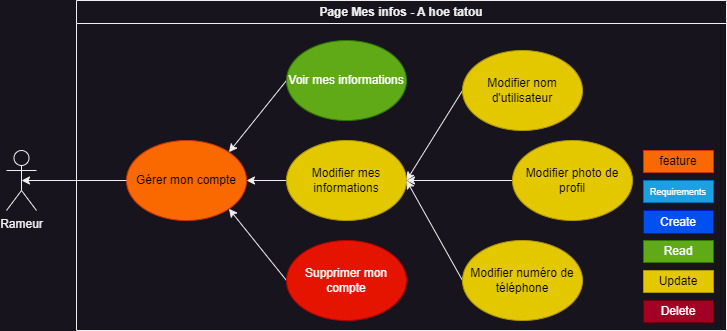 Page Mes infos - A hoe tatou
Voir mes informations
Modifier nom
d'utilisateur
Gérer mon compte
Modifier mes
informations
Modifier photo de
profil
Supprimer mon
compte
Modifier numéro de
téléphone
Rameur
feature
Requirements
Create
Read
Update
Delete